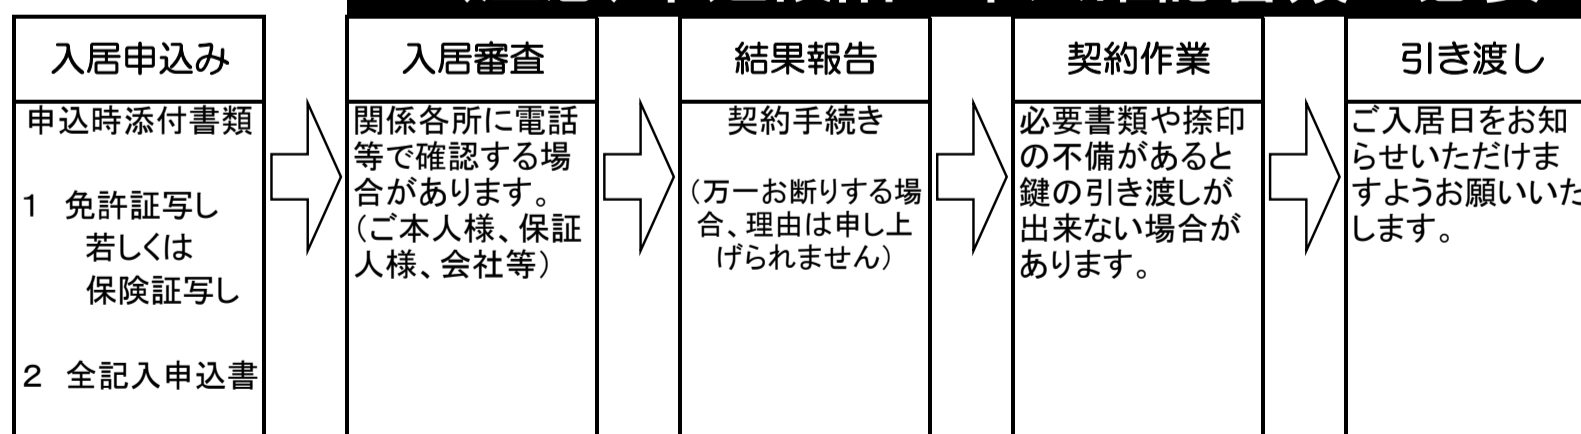 入居申込み
申込時添付書類
1 免許証写し
若しくは
保険証写し
2 全記入申込書
入居審査
関係各所に電話
等で確認する場
合があります。
(ご本人様、保証
人様、会社等)
結果報告
契約手続き
(万一お断りする場
合、理由は申し上
げられません)
契約作業
必要書類や捺印
の不備があると
鍵の引き渡しが
出来ない場合が
あります。
引き渡し
ご入居日をお知
らせいただけま
すようお願いいた
します。